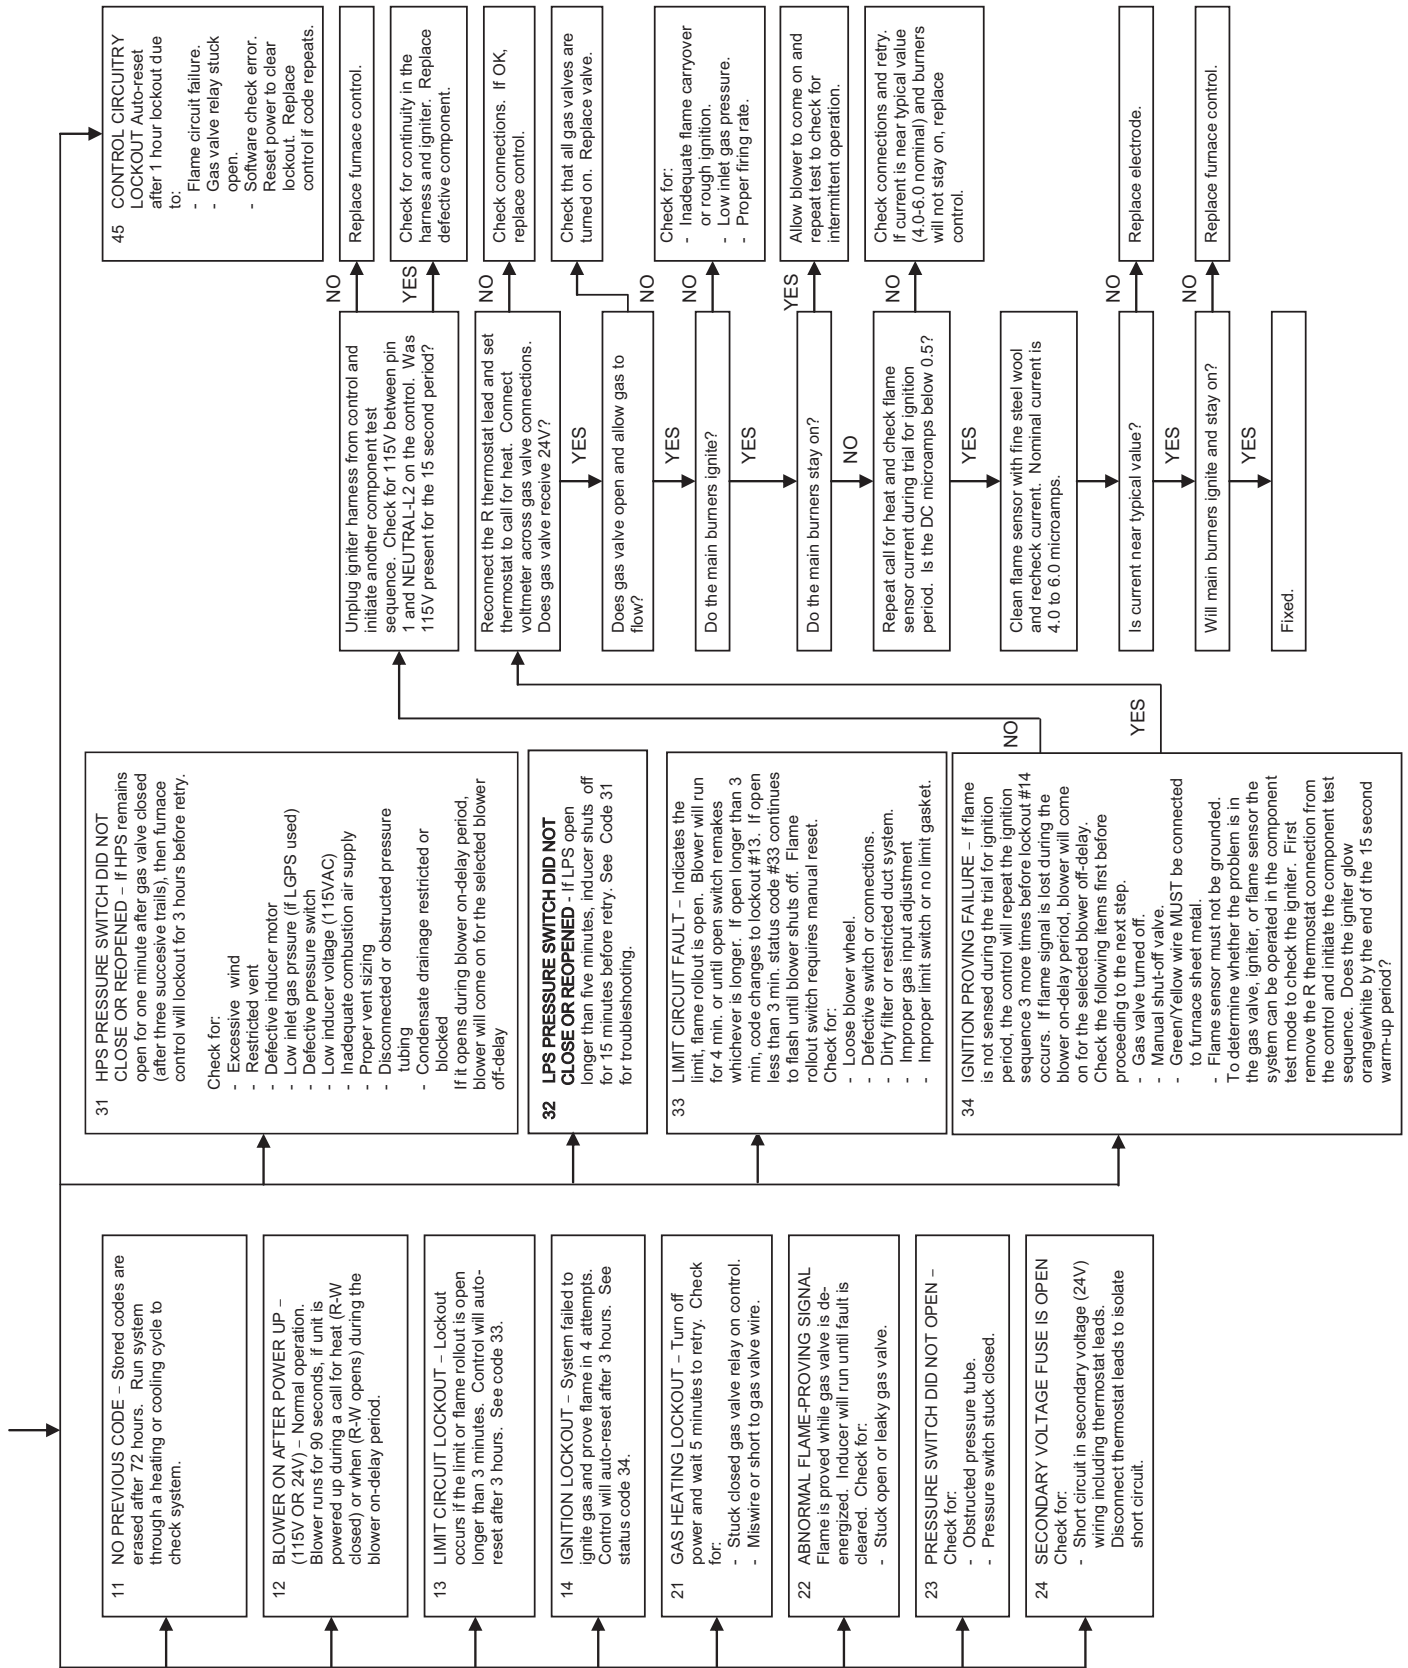 11 NO PREVIOUS CODE – Stored codes are
erased after 72 hours. Run system
through a heating or cooling cycle to
check system.
12 BLOWER ON AFTER POWER UP –
(115V OR 24V) – Normal operation.
Blower runs for 90 seconds, if unit is
powered up during a call for heat (R-W
closed) or when (R-W opens) during the
blower on-delay period.
13 LIMIT CIRCUIT LOCKOUT – Lockout
occurs if the limit or flame rollout is open
longer than 3 minutes. Control will auto-
reset after 3 hours. See code 33.
14 IGNITION LOCKOUT – System failed to
ignite gas and prove flame in 4 attempts.
Control will auto-reset after 3 hours. See
status code 34.
21 GAS HEATING LOCKOUT – Turn off
power and wait 5 minutes to retry. Check
for:
- Stuck closed gas valve relay on control.
- Miswire or short to gas valve wire.
22 ABNORMAL FLAME-PROVING SIGNAL
Flame is proved while gas valve is de-
energized. Inducer will run until fault is
cleared. Check for:
- Stuck open or leaky gas valve.
23 PRESSURE SWITCH DID NOT OPEN –
Check for:
- Obstructed pressure tube.
- Pressure switch stuck closed.
24 SECONDARY VOLTAGE FUSE IS OPEN
Check for:
- Short circuit in secondary voltage (24V)
wiring including thermostat leads.
Disconnect thermostat leads to isolate
short circuit.
31 HPS PRESSURE SWITCH DID NOT
CLOSE OR REOPENED – If HPS remains
open for one minute after gas valve closed
(after three successive trails), then furnace
control will lockout for 3 hours before retry.
Check for:
- Excessive wind
- Restricted vent
- Defective inducer motor
- Low inlet gas pressure (if LGPS used)
- Defective pressure switch
- Low inducer voltage (115VAC)
- Inadequate combustion air supply
- Proper vent sizing
- Disconnected or obstructed pressure
tubing
- Condensate drainage restricted or
blocked
If it opens during blower on-delay period,
blower will come on for the selected blower
off-delay
32 LPS PRESSURE SWITCH DID NOT
CLOSE OR REOPENED - If LPS open
longer than five minutes, inducer shuts off
for 15 minutes before retry. See Code 31
for troubleshooting.
33 LIMIT CIRCUIT FAULT – Indicates the
limit, flame rollout is open. Blower will run
for 4 min. or until open switch remakes
whichever is longer. If open longer than 3
min, code changes to lockout #13. If open
less than 3 min. status code #33 continues
to flash until blower shuts off. Flame
rollout switch requires manual reset.
Check for:
- Loose blower wheel.
- Defective switch or connections.
- Dirty filter or restricted duct system.
- Improper gas input adjustment
- Improper limit switch or no limit gasket.
34 IGNITION PROVING FAILURE – If flame
is not sensed during the trial for ignition
period, the control will repeat the ignition
sequence 3 more times before lockout #14
occurs. If flame signal is lost during the
blower on-delay period, blower will come
on for the selected blower off-delay.
Check the following items first before
proceeding to the next step.
- Gas valve turned off.
- Manual shut-off valve.
- Green/Yellow wire MUST be connected
to furnace sheet metal.
- Flame sensor must not be grounded.
To determine whether the problem is in
the gas valve, igniter, or flame sensor the
system can be operated in the component
test mode to check the igniter. First
remove the R thermostat connection from
the control and initiate the component test
sequence. Does the igniter glow
orange/white by the end of the 15 second
warm-up period?
NO
YES
45 CONTROL CIRCUITRY
LOCKOUT Auto-reset
after 1 hour lockout due
to:
- Flame circuit failure.
- Gas valve relay stuck
open.
- Software check error.
Reset power to clear
lockout. Replace
control if code repeats.
Unplug igniter harness from control and
initiate another component test
sequence. Check for 115V between pin
1 and NEUTRAL-L2 on the control. Was
115V present for the 15 second period?
NO
Replace furnace control.
YES
Check for continuity in the
harness and igniter. Replace
defective component.
Reconnect the R thermostat lead and set
thermostat to call for heat. Connect
voltmeter across gas valve connections.
Does gas valve receive 24V?
NO
Check connections. If OK,
replace control.
YES
Does gas valve open and allow gas to
flow?
NO
Check that all gas valves are
turned on. Replace valve.
YES
Do the main burners ignite?
NO
Check for:
- Inadequate flame carryover
or rough ignition.
- Low inlet gas pressure.
- Proper firing rate.
YES
Do the main burners stay on?
YES
Allow blower to come on and
repeat test to check for
intermittent operation.
NO
Repeat call for heat and check flame
sensor current during trial for ignition
period. Is the DC microamps below 0.5?
NO
Check connections and retry.
If current is near typical value
(4.0-6.0 nominal) and burners
will not stay on, replace
control.
YES
Clean flame sensor with fine steel wool
and recheck current. Nominal current is
4.0 to 6.0 microamps.
Is current near typical value?
NO
Replace electrode.
YES
Will main burners ignite and stay on?
NO
Replace furnace control.
YES
Fixed.